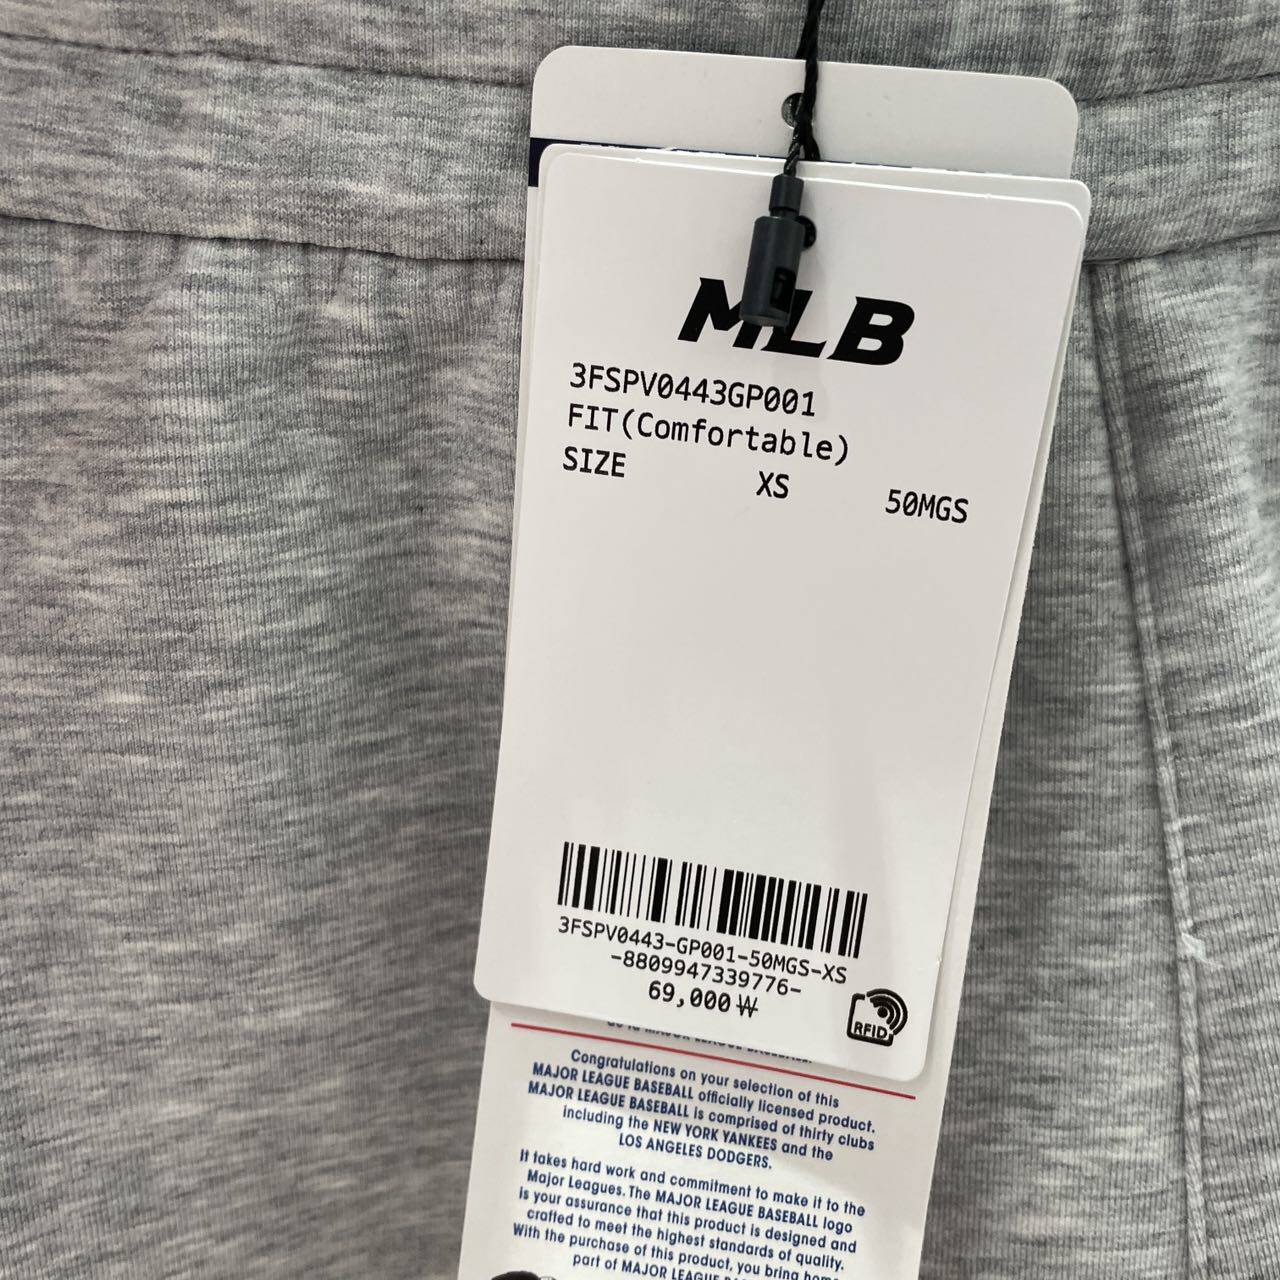 MLB
3FSPV0443GP001
FIT(Comfortable)
SIZE XS 50MGS
3FSPV0443-GP001-50MGS-XS
-8809947339776-
69,000₩
RFID
Congratulations on your selection of this
MAJOR LEAGUE BASEBALL officially licensed product.
MAJOR LEAGUE BASEBALL is comprised of thirty clubs
including the NEW YORK YANKEES and the
LOS ANGELES DODGERS.
It takes hard work and commitment to make it to the
Major Leagues. The MAJOR LEAGUE BASEBALL logo
is your assurance that this product is designed and
crafted to meet the highest standards of quality.
With the purchase of this product, you bring
part of MAJOR LEAGUE